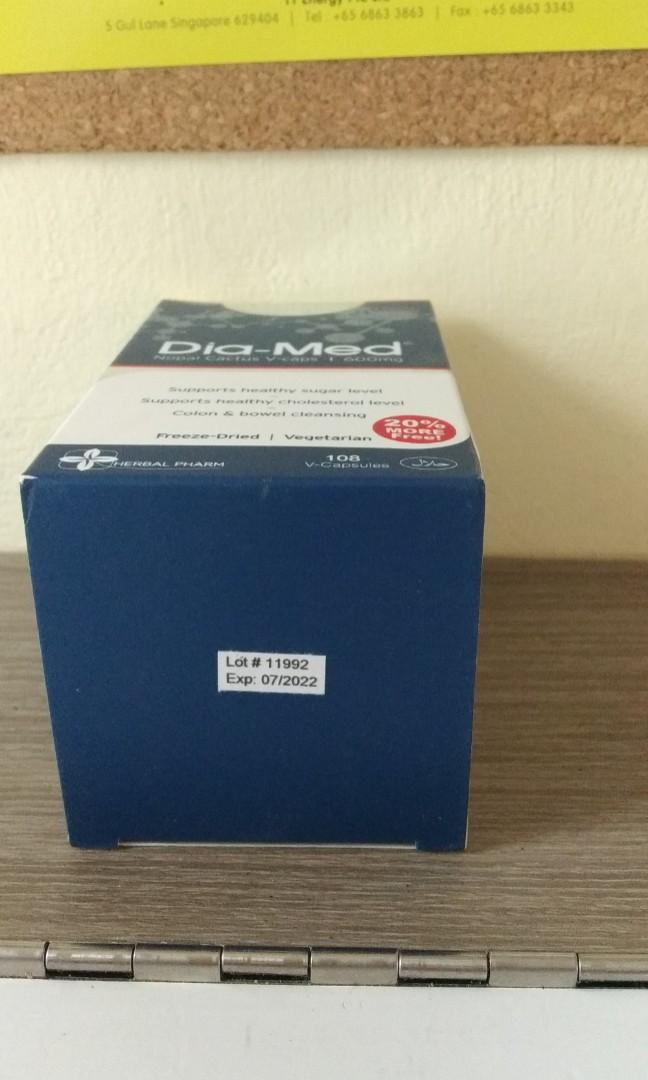 5 Gul Lane Singapore 629404 | Tel : +65 6863 3863 | Fax : +65 6863 3343
Dia-Med
Nopal Cactus V-caps | 600mg
Supports healthy sugar level
Supports healthy cholesterol level
Colon & bowel cleansing
20%
MORE
Free!
Freeze-Dried | Vegetarian
HERBAL PHARM
108
V-Capsules
حلال
Lot # 11992
Exp: 07/2022